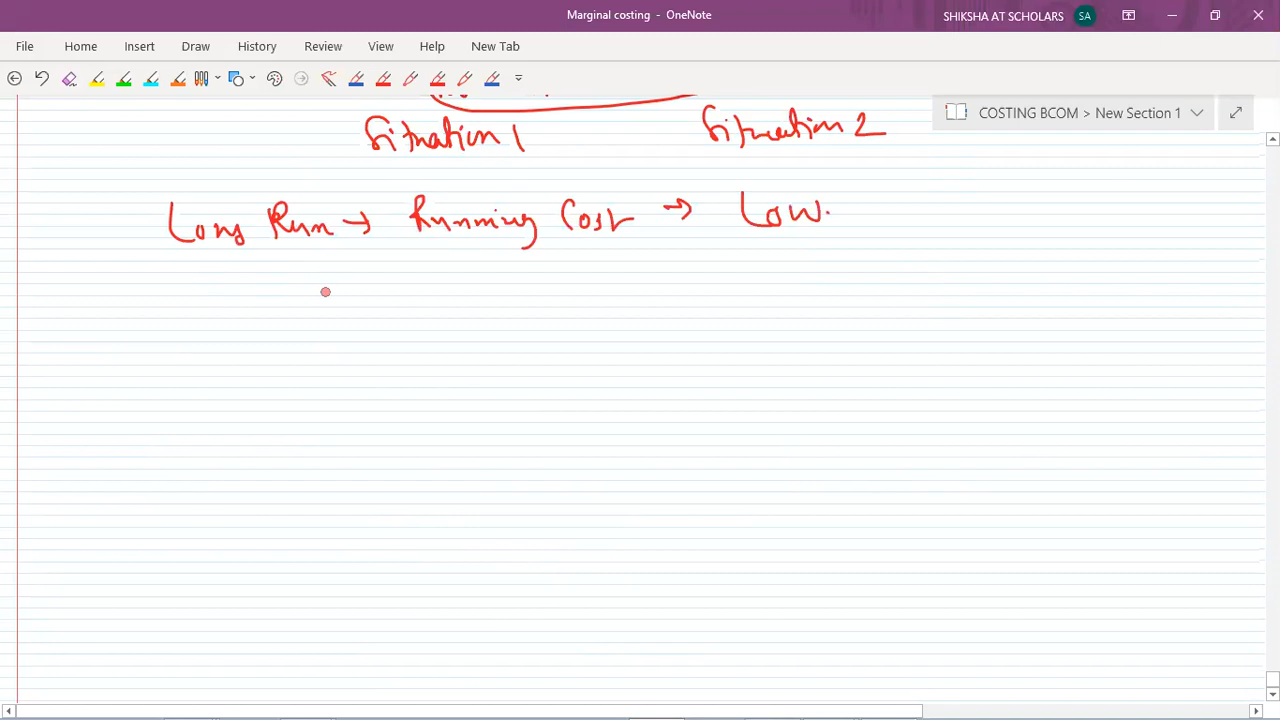 Marginal costing - OneNote
SHIKSHA AT SCHOLARS SA
File Home Insert Draw History Review View Help New Tab
COSTING BCOM > New Section 1
Situation 1 Situation 2
Long Run → Running Cost → Low.